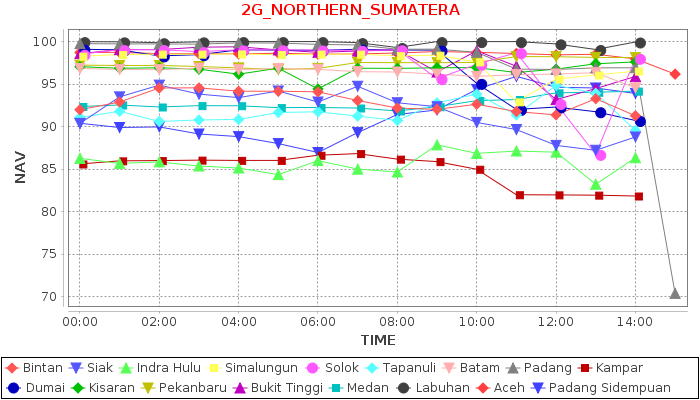 2G_NORTHERN_SUMATERA
100
95
90
85
80
75
70
NAV
00:00 02:00 04:00 06:00 08:00 10:00 12:00 14:00
TIME
Bintan Siak Indra Hulu Simalungun Solok Tapanuli Batam Padang Kampar
Dumai Kisaran Pekanbaru Bukit Tinggi Medan Labuhan Aceh Padang Sidempuan